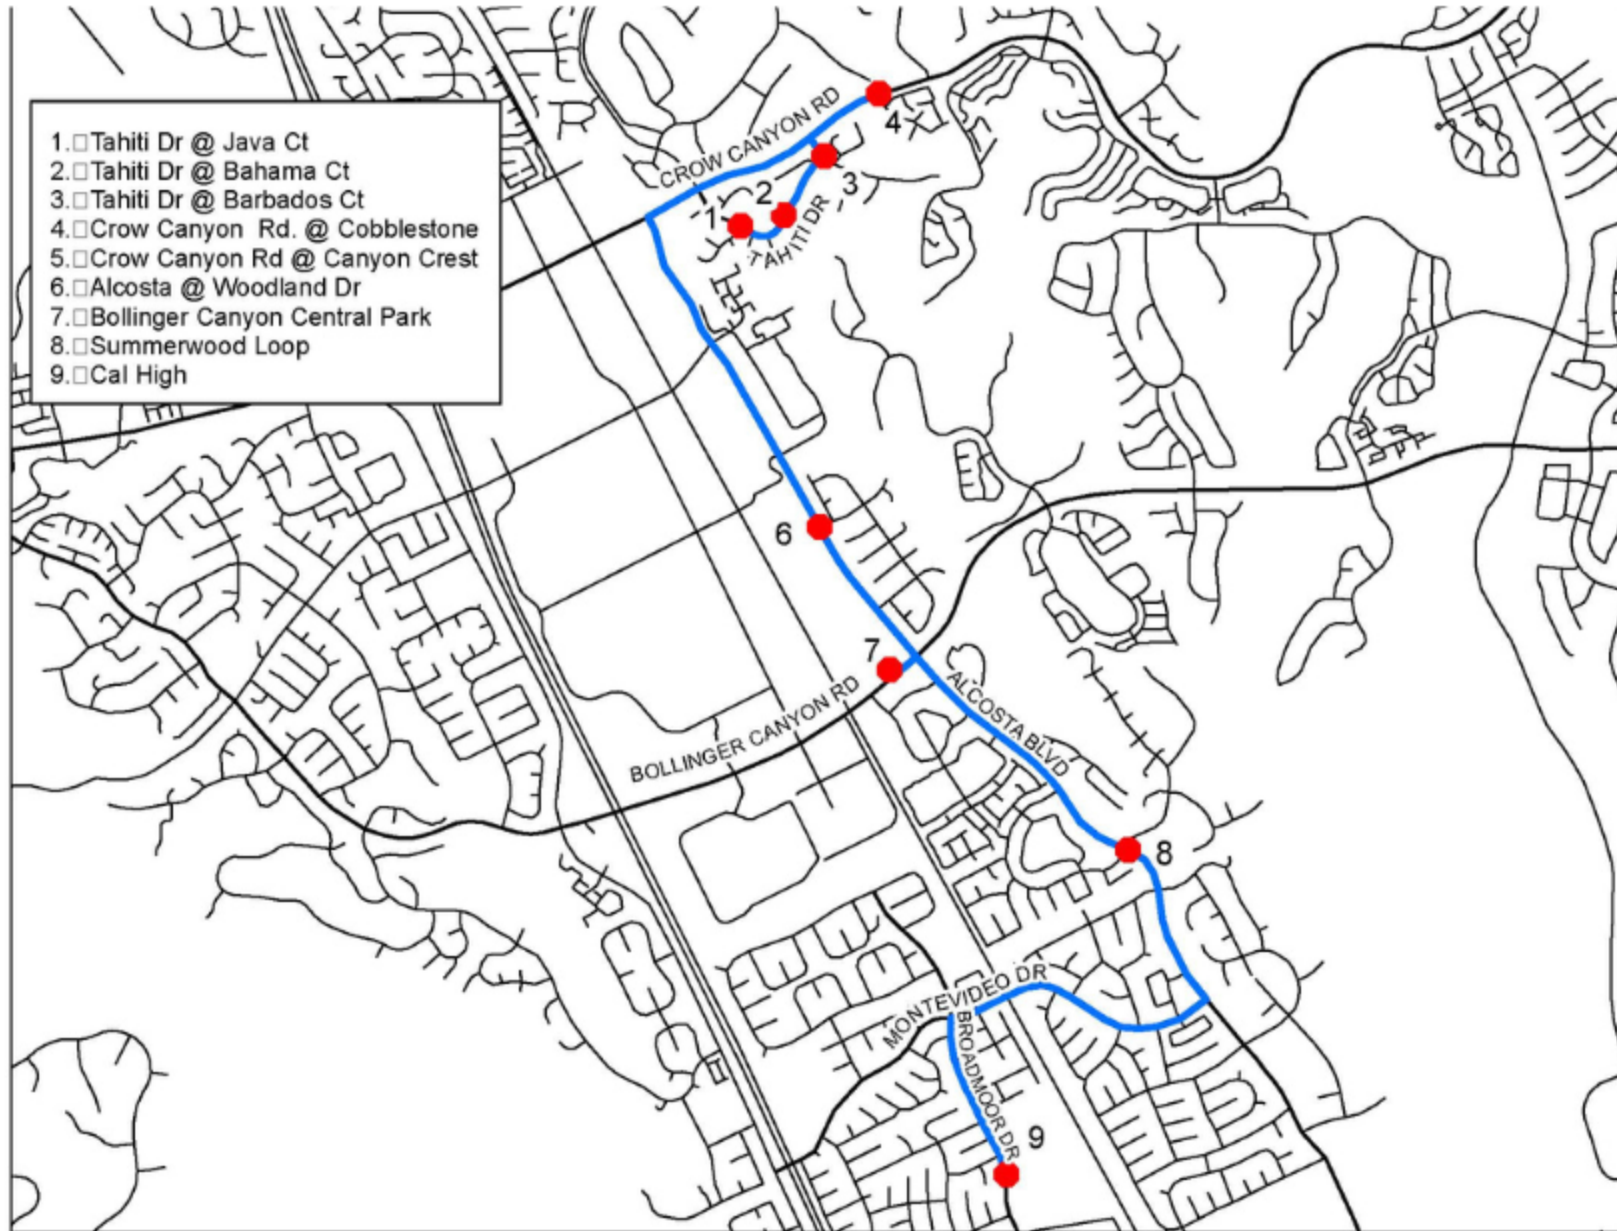 1.□Tahiti Dr @ Java Ct
2.□Tahiti Dr @ Bahama Ct
3.□Tahiti Dr @ Barbados Ct
4.□Crow Canyon  Rd. @ Cobblestone
5.□Crow Canyon Rd @ Canyon Crest
6.□Alcosta @ Woodland Dr
7.□Bollinger Canyon Central Park
8.□Summerwood Loop
9.□Cal High
CROW CANYON RD
4
3
2
1
TAHITI DR
6
7
BOLLINGER CANYON RD
ALCOSTA BLVD
8
MONTEVIDEO DR
BROADMOOR DR
9